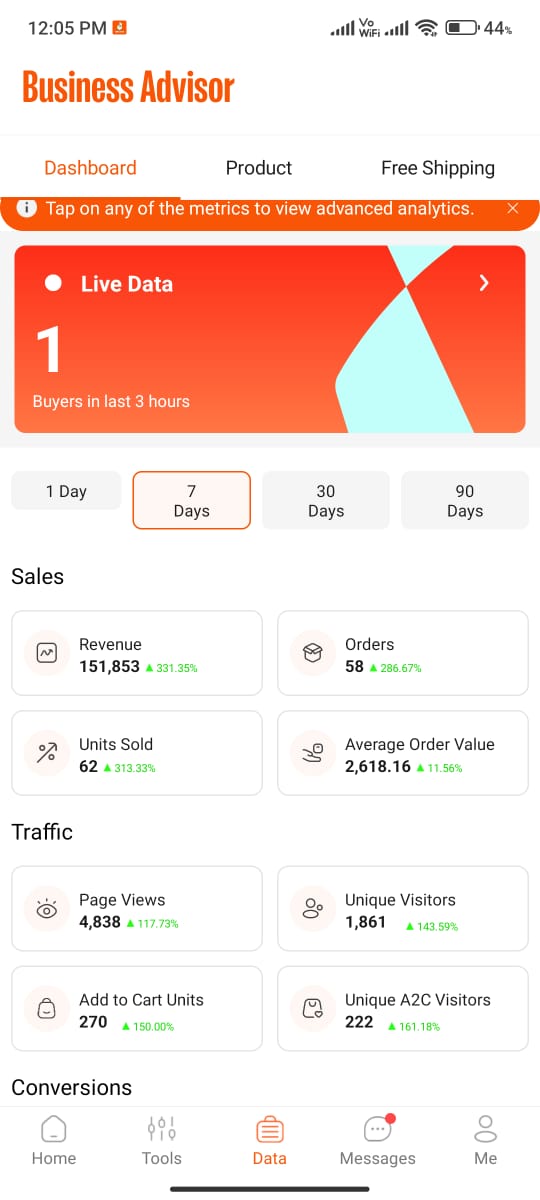 12:05 PM
Vo WiFi
44%
Business Advisor
Dashboard Product Free Shipping
Tap on any of the metrics to view advanced analytics.
Live Data
1
Buyers in last 3 hours
1 Day
7 Days
30 Days
90 Days
Sales
Revenue
151,853 ▲ 331.35%
Orders
58 ▲ 286.67%
Units Sold
62 ▲ 313.33%
Average Order Value
2,618.16 ▲ 11.56%
Traffic
Page Views
4,838 ▲ 117.73%
Unique Visitors
1,861 ▲ 143.59%
Add to Cart Units
270 ▲ 150.00%
Unique A2C Visitors
222 ▲ 161.18%
Conversions
Home Tools Data Messages Me